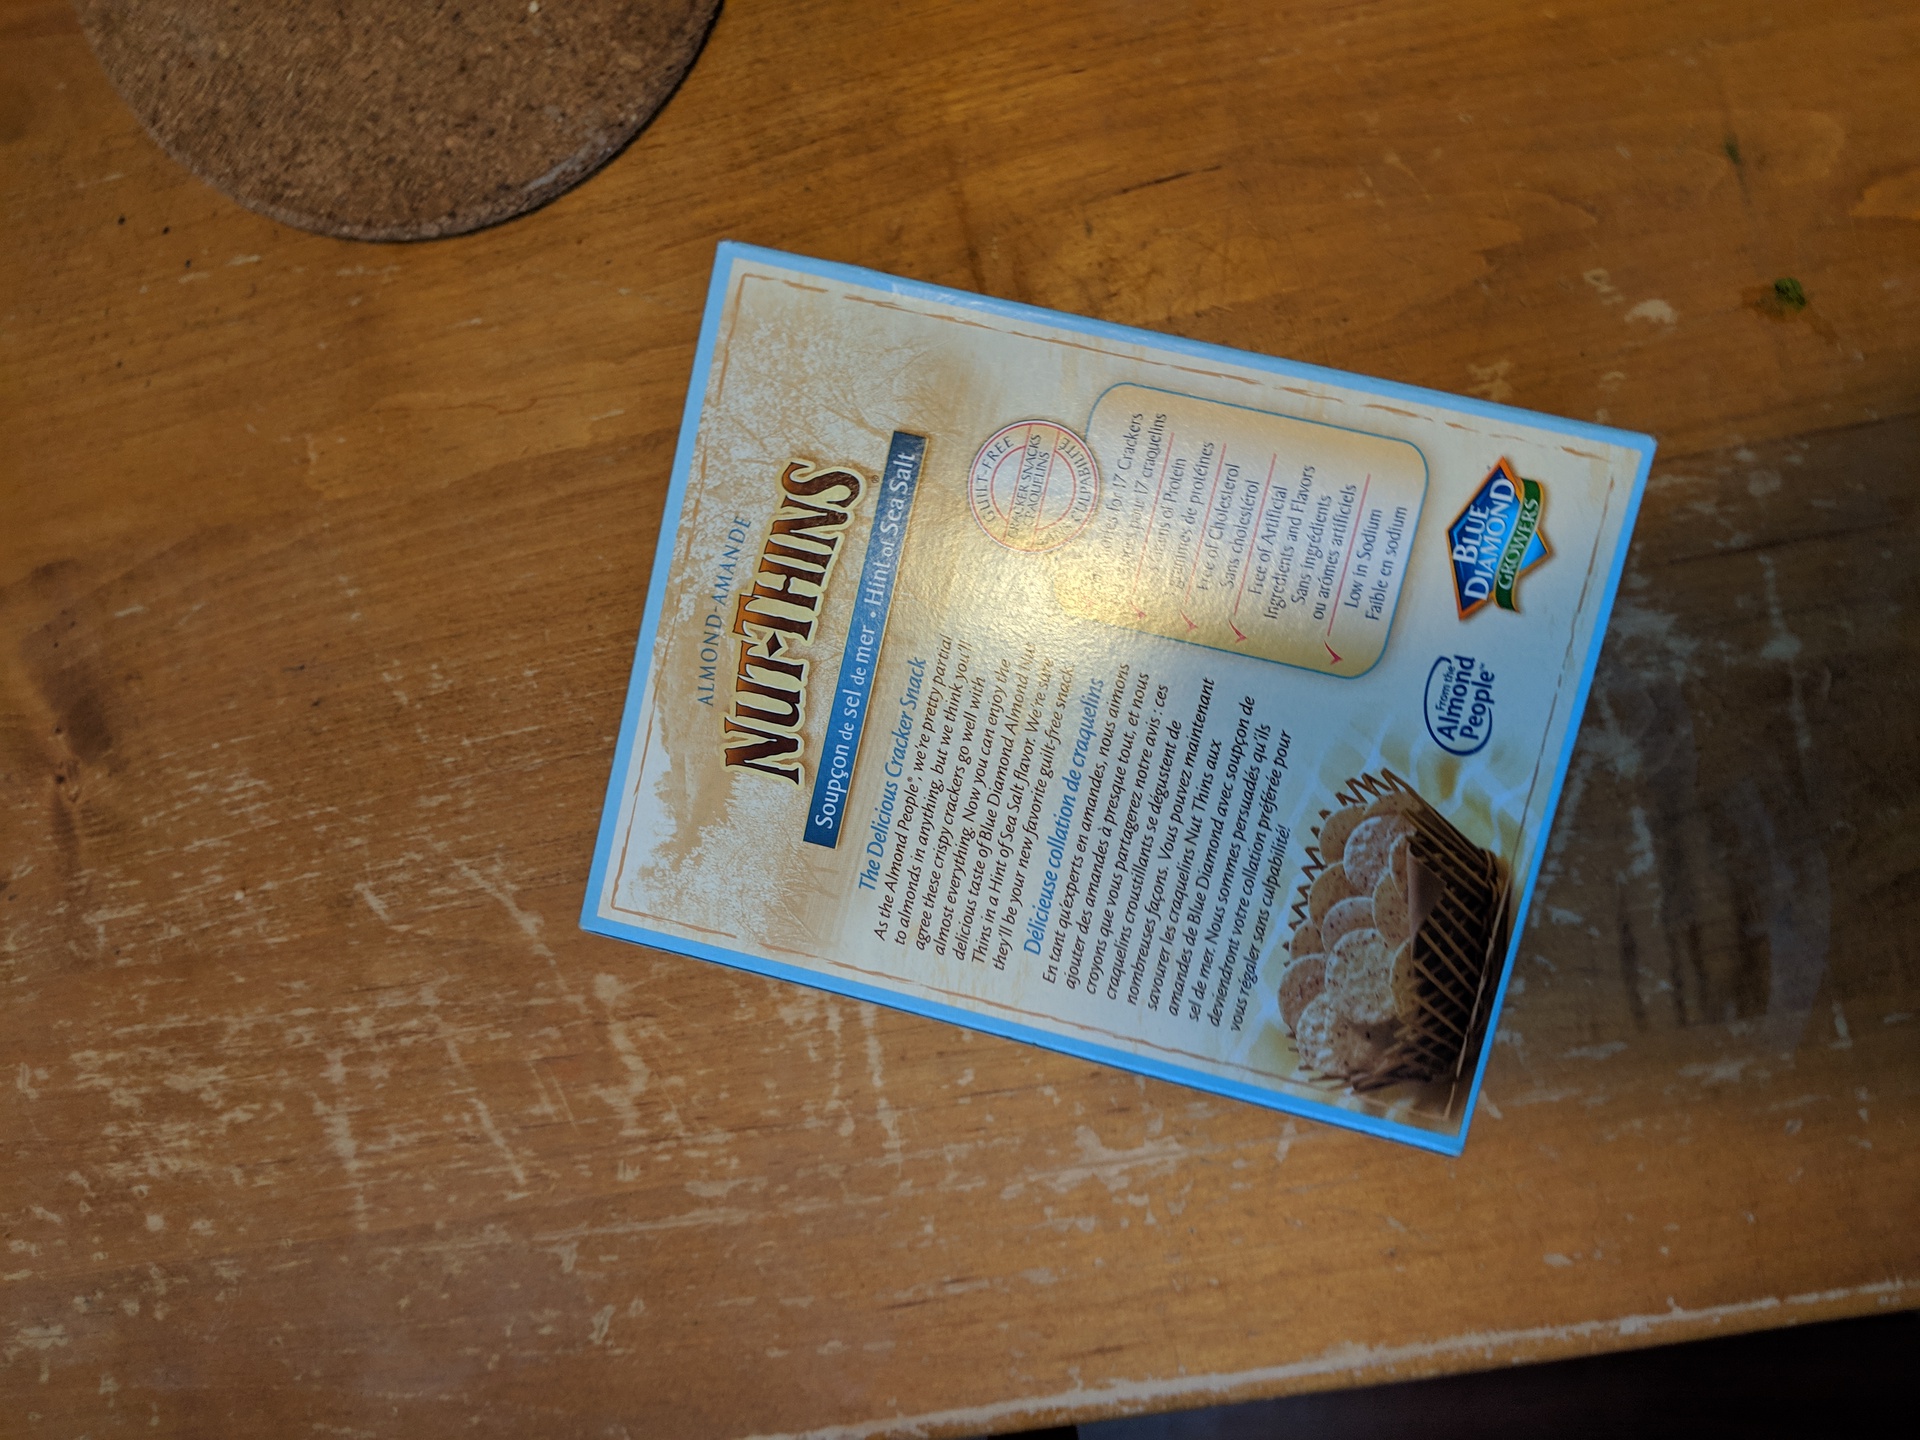 ALMOND-AMANDE
NUT-THINS®
Soupçon de sel de mer • Hint of Sea Salt
The Delicious Cracker Snack
As the Almond People® we're pretty partial
to almonds in anything, but we think you'll
agree these crispy crackers go well with
almost everything. Now you can enjoy the
delicious taste of Blue Diamond Almond Nut
Thins in a Hint of Sea Salt flavor. We're sure
they'll be your new favorite guilt-free snack
Délicieuse collation de craquelins
En tant qu'experts en amandes, nous aimons
ajouter des amandes à presque tout, et nous
croyons que vous partagerez notre avis : ces
craquelins croustillants se dégustent de
nombreuses façons. Vous pouvez maintenant
savourer les craquelins Nut Thins aux
amandes de Blue Diamond avec soupçon de
sel de mer. Nous sommes persuadés qu'ils
deviendront votre collation préférée pour
vous régaler sans culpabilité!
GUILT-FREE
CRACKER SNACKS
CRAQUELINS
CULPABILITÉ
for 17 Crackers
pour 17 craquelins
Grams of Protein
grammes de protéines
Free of Cholesterol
Sans cholestérol
Free of Artificial
Ingredients and Flavors
Sans ingrédients
ou arômes artificiels
Low in Sodium
Faible en sodium
From the
Almond
People™
BLUE
DIAMOND
GROWERS